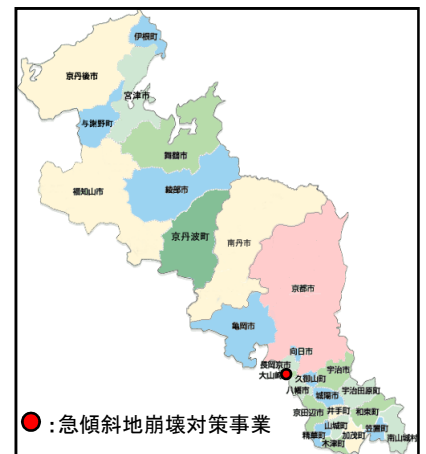 伊根町
京丹後市
宮津市
与謝野町
舞鶴市
綾部市
福知山市
京丹波町
南丹市
京都市
亀岡市
向日市
長岡京市
大山崎
宇治市
久御山町
八幡市
宇治田原町
城陽市
京田辺市
井手町
和束町
山城町
笠置町
南山城村
精華町
加茂町
木津町
:急傾斜地崩壊対策事業